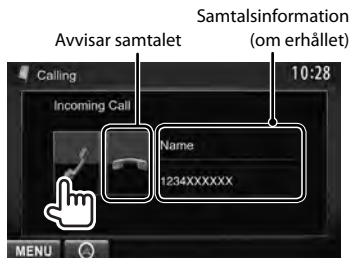 Samtalsinformation
(om erhållet)
Avvisar samtalet
Calling
10:28
Incoming Call
Name
1234XXXXXX
MENU